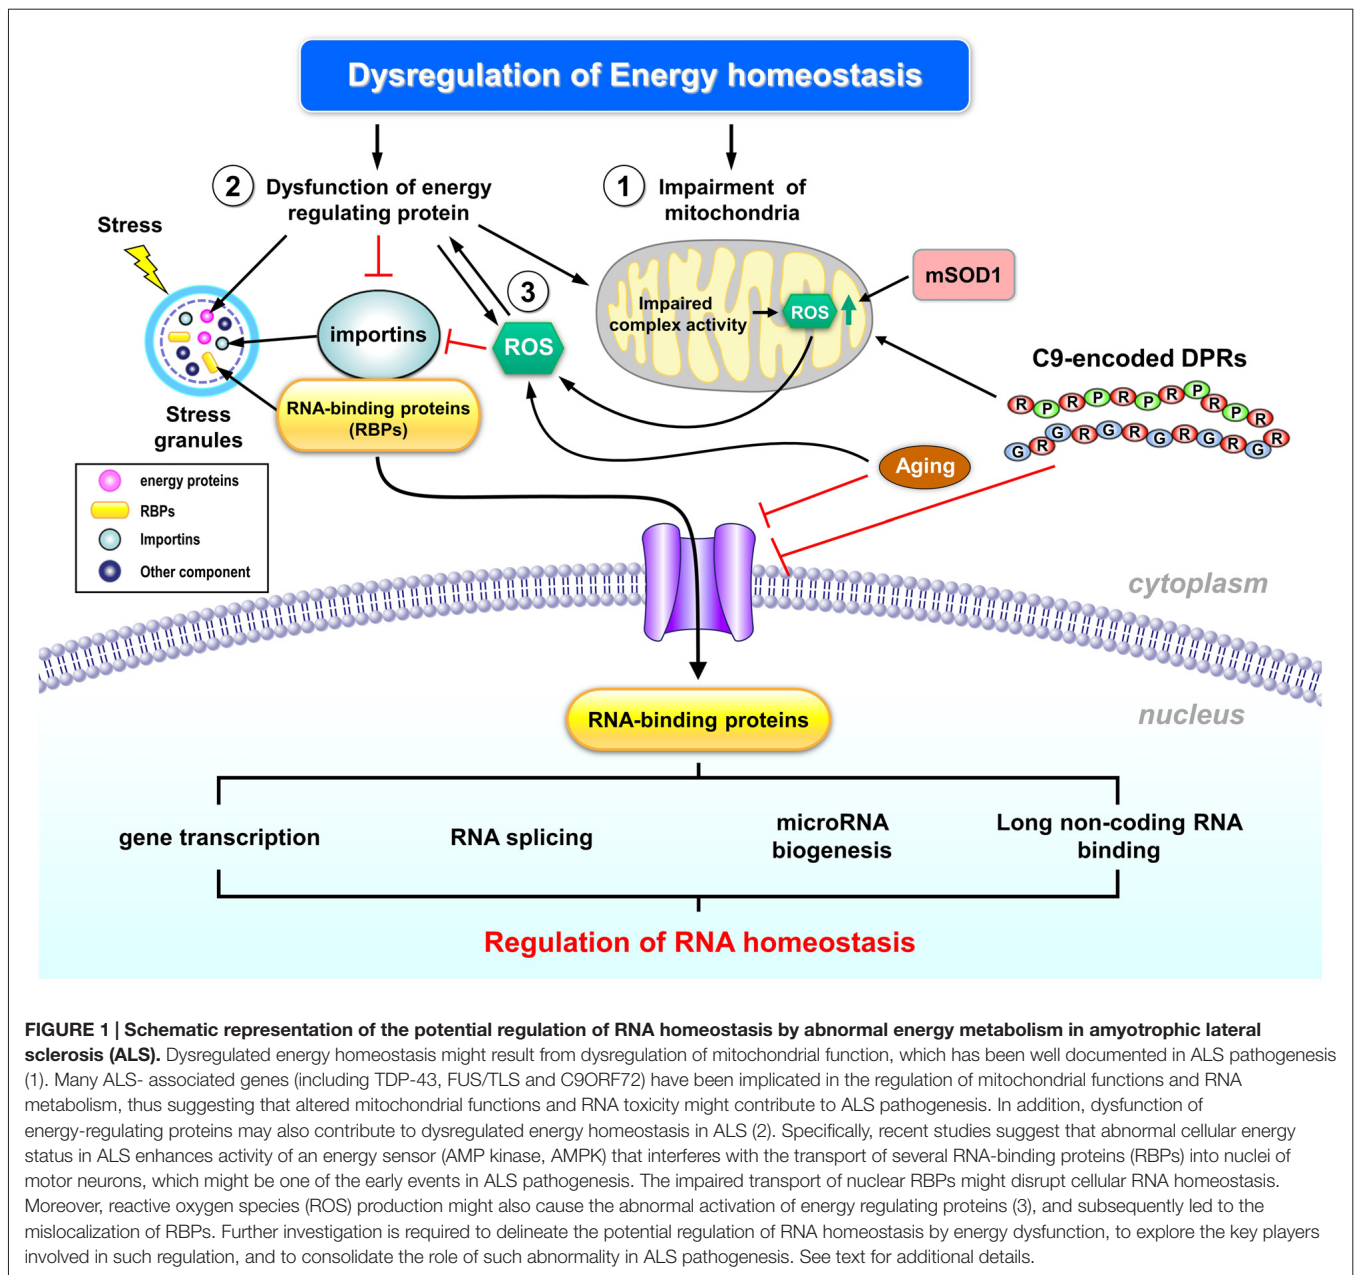 Dysregulation of Energy homeostasis
2
Dysfunction of energy
regulating protein
1
Impairment of
mitochondria
Stress
3
mSOD1
Impaired
complex activity
ROS
importins
ROS
C9-encoded DPRs
R P R P R P R P R P R
G R G R G R G R G R G R
RNA-binding proteins
(RBPs)
Stress
granules
Aging
energy proteins
RBPs
Importins
Other component
cytoplasm
nucleus
RNA-binding proteins
gene transcription
RNA splicing
microRNA
biogenesis
Long non-coding RNA
binding
Regulation of RNA homeostasis
FIGURE 1 | Schematic representation of the potential regulation of RNA homeostasis by abnormal energy metabolism in amyotrophic lateral
sclerosis (ALS). Dysregulated energy homeostasis might result from dysregulation of mitochondrial function, which has been well documented in ALS pathogenesis
(1). Many ALS- associated genes (including TDP-43, FUS/TLS and C9ORF72) have been implicated in the regulation of mitochondrial functions and RNA
metabolism, thus suggesting that altered mitochondrial functions and RNA toxicity might contribute to ALS pathogenesis. In addition, dysfunction of
energy-regulating proteins may also contribute to dysregulated energy homeostasis in ALS (2). Specifically, recent studies suggest that abnormal cellular energy
status in ALS enhances activity of an energy sensor (AMP kinase, AMPK) that interferes with the transport of several RNA-binding proteins (RBPs) into nuclei of
motor neurons, which might be one of the early events in ALS pathogenesis. The impaired transport of nuclear RBPs might disrupt cellular RNA homeostasis.
Moreover, reactive oxygen species (ROS) production might also cause the abnormal activation of energy regulating proteins (3), and subsequently led to the
mislocalization of RBPs. Further investigation is required to delineate the potential regulation of RNA homeostasis by energy dysfunction, to explore the key players
involved in such regulation, and to consolidate the role of such abnormality in ALS pathogenesis. See text for additional details.